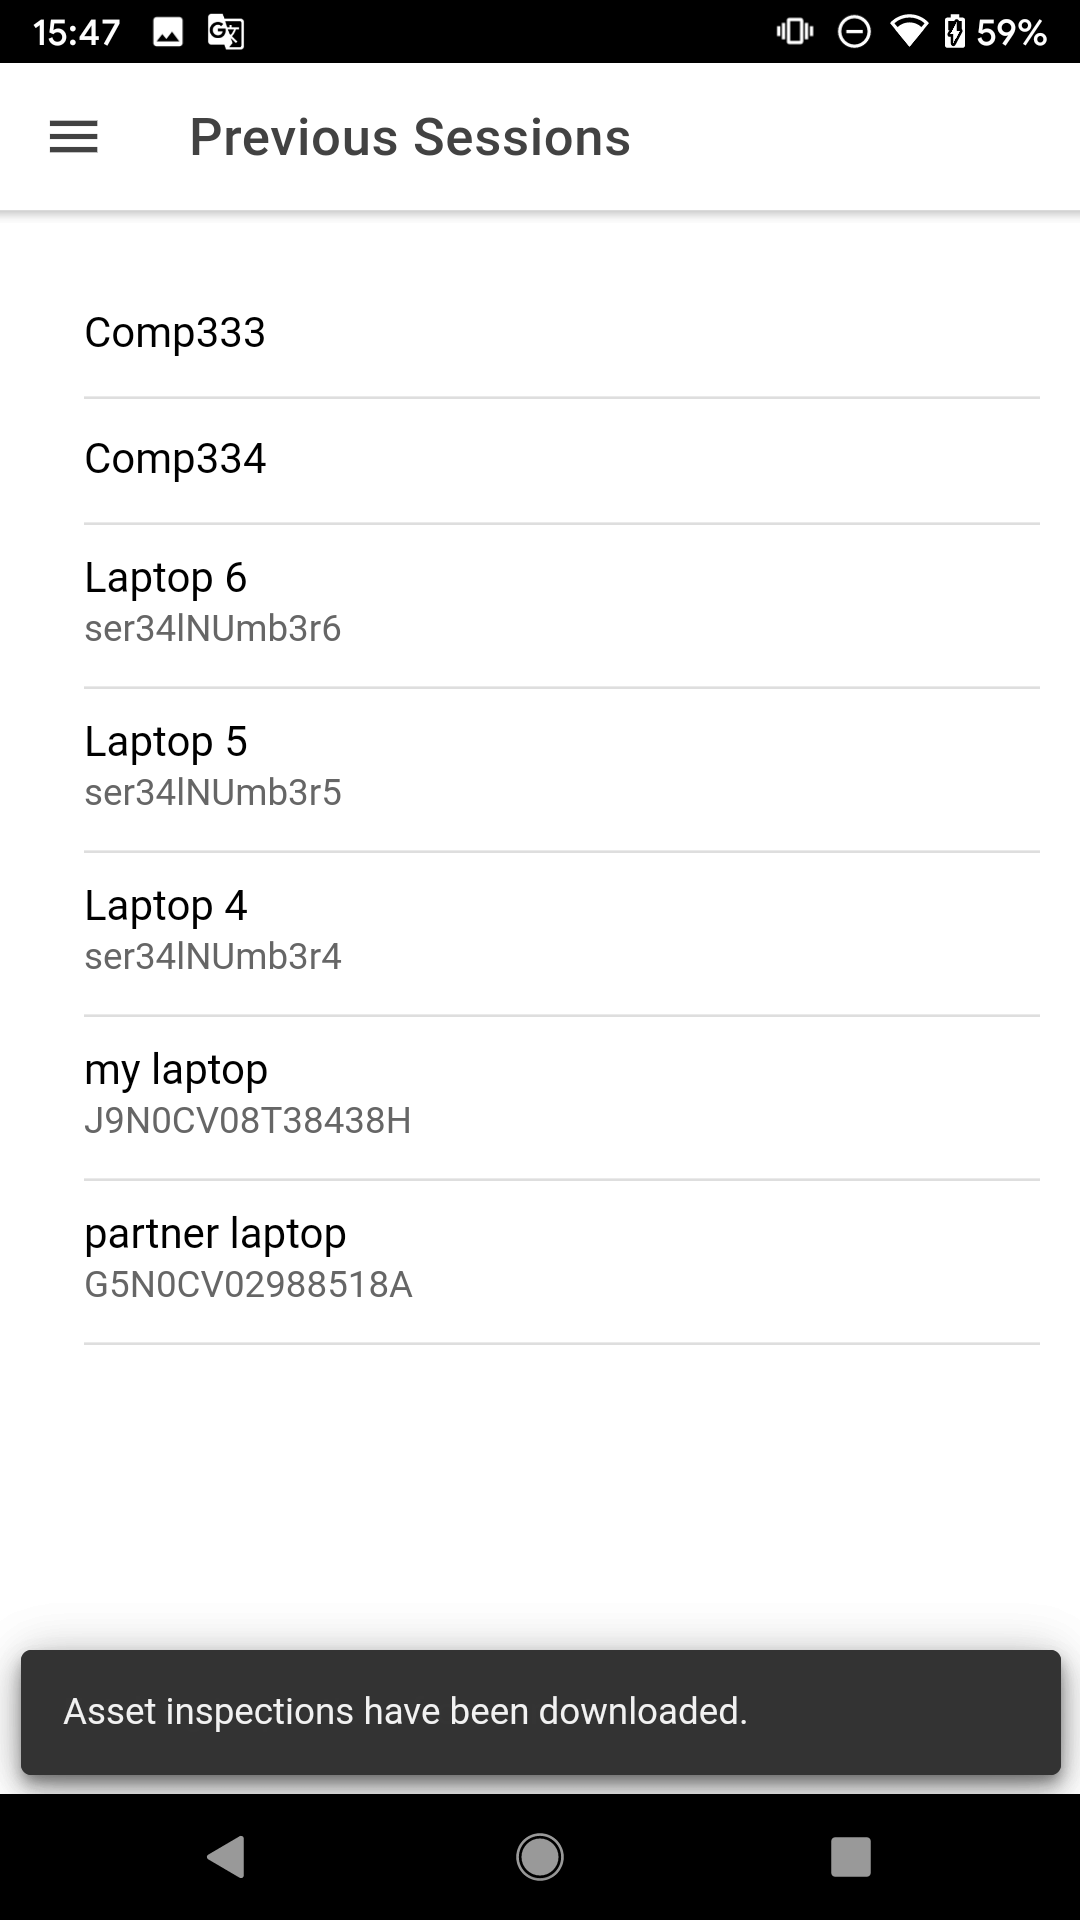 15:47
59%
Previous Sessions
Comp333
Comp334
Laptop 6
ser34lNUmb3r6
Laptop 5
ser34lNUmb3r5
Laptop 4
ser34lNUmb3r4
my laptop
J9N0CV08T38438H
partner laptop
G5N0CV02988518A
Asset inspections have been downloaded.